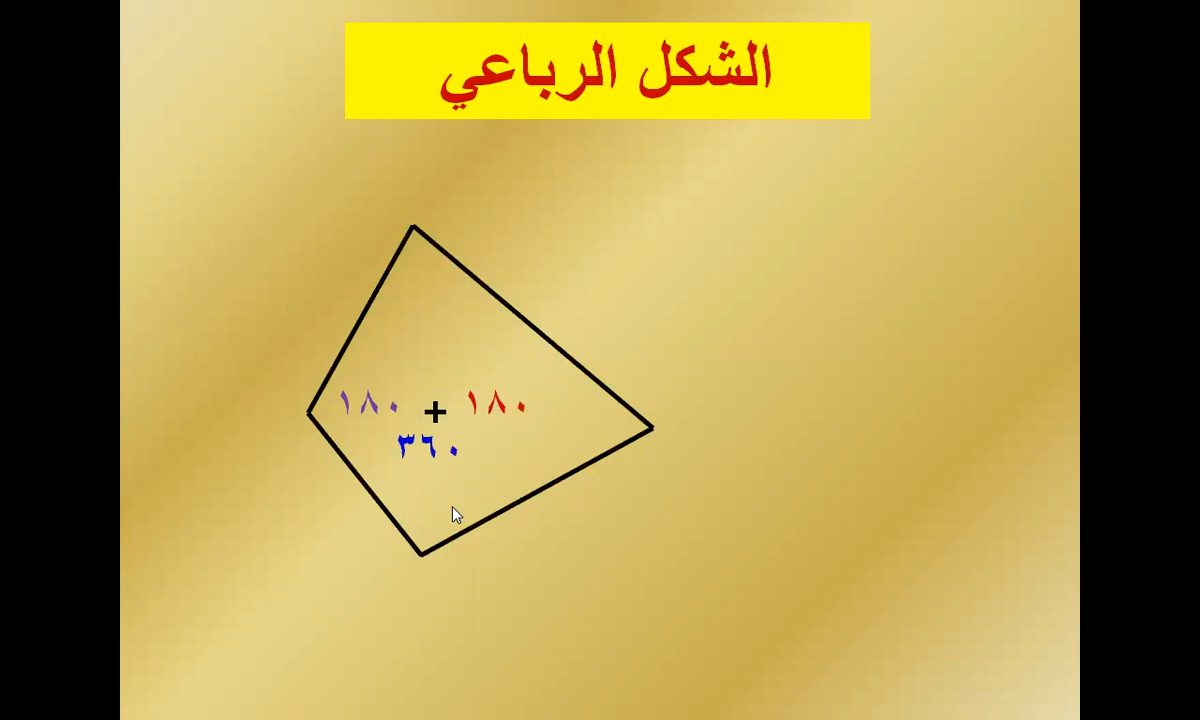 الشكل الرباعي
١٨٠ + ١٨٠
٣٦٠